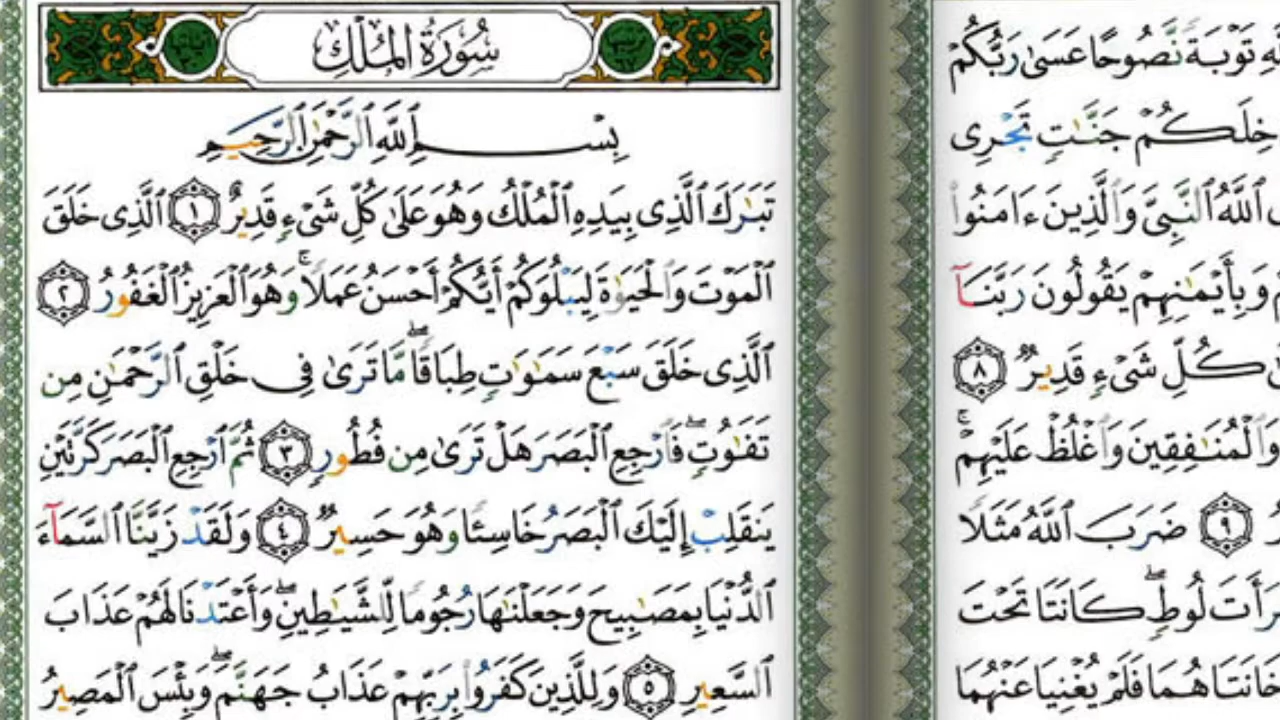 تَوْبَةً نَّصُوحًا عَسَىٰ رَبُّكُمْ
جَنَّٰتٍ تَجْرِى
ٱللَّهُ ٱلنَّبِىَّ وَٱلَّذِينَ ءَامَنُوا۟
وَبِأَيْمَٰنِهِمْ يَقُولُونَ رَبَّنَآ
كُلِّ شَىْءٍ قَدِيرٌ ٨
وَٱلْمُنَٰفِقِينَ وَٱغْلُظْ عَلَيْهِمْ ۚ
٩ ضَرَبَ ٱللَّهُ مَثَلًا
لُوطٍ ۖ كَانَتَا تَحْتَ
فَلَمْ يُغْنِيَا عَنْهُمَا
سُورَةُ المُلْكِ
بِسْمِ ٱللَّهِ ٱلرَّحْمَٰنِ ٱلرَّحِيمِ
تَبَٰرَكَ ٱلَّذِى بِيَدِهِ ٱلْمُلْكُ وَهُوَ عَلَىٰ كُلِّ شَىْءٍ قَدِيرٌ ١ ٱلَّذِى خَلَقَ
ٱلْمَوْتَ وَٱلْحَيَوٰةَ لِيَبْلُوَكُمْ أَيُّكُمْ أَحْسَنُ عَمَلًا ۚ وَهُوَ ٱلْعَزِيزُ ٱلْغَفُورُ ٢
ٱلَّذِى خَلَقَ سَبْعَ سَمَٰوَٰتٍ طِبَاقًا ۖ مَّا تَرَىٰ فِى خَلْقِ ٱلرَّحْمَٰنِ مِن
تَفَٰوُتٍ ۖ فَٱرْجِعِ ٱلْبَصَرَ هَلْ تَرَىٰ مِن فُطُورٍ ٣ ثُمَّ ٱرْجِعِ ٱلْبَصَرَ كَرَّتَيْنِ
يَنقَلِبْ إِلَيْكَ ٱلْبَصَرُ خَاسِئًا وَهُوَ حَسِيرٌ ٤ وَلَقَدْ زَيَّنَّا ٱلسَّمَآءَ
ٱلدُّنْيَا بِمَصَٰبِيحَ وَجَعَلْنَٰهَا رُجُومًا لِّلشَّيَٰطِينِ ۖ وَأَعْتَدْنَا لَهُمْ عَذَابَ
ٱلسَّعِيرِ ٥ وَلِلَّذِينَ كَفَرُوا۟ بِرَبِّهِمْ عَذَابُ جَهَنَّمَ ۖ وَبِئْسَ ٱلْمَصِيرُ